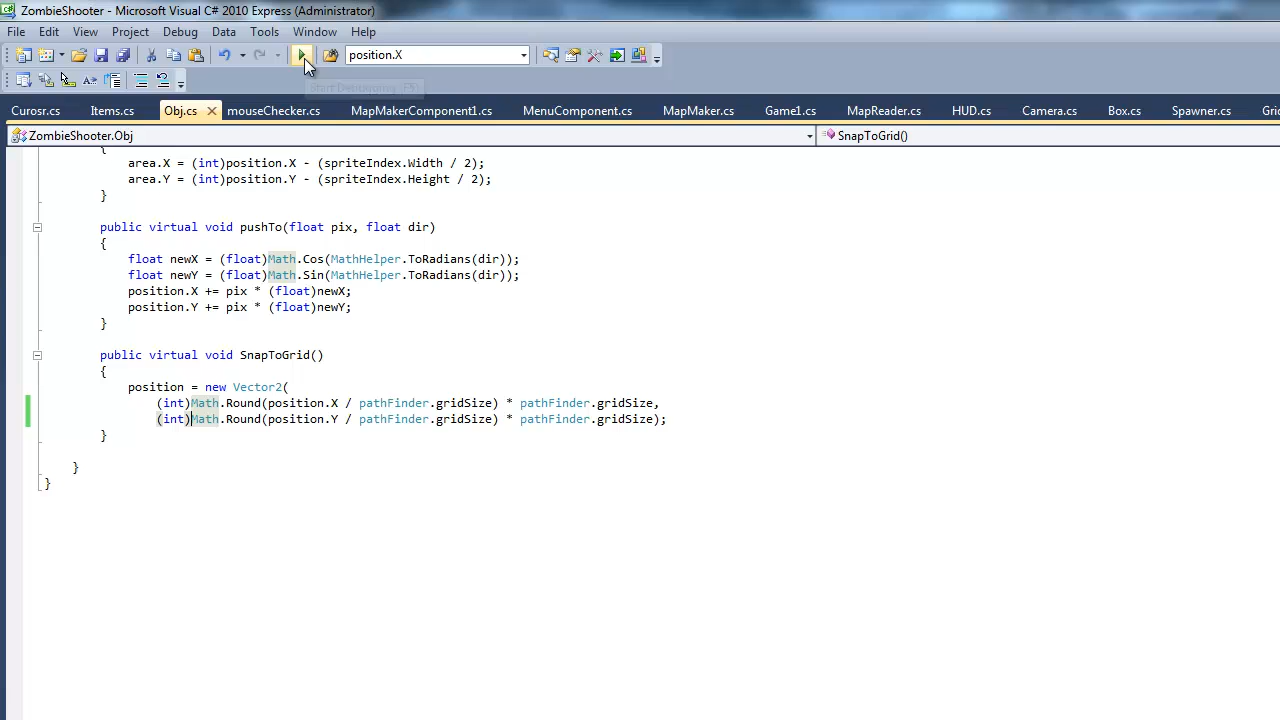 ZombieShooter - Microsoft Visual C# 2010 Express (Administrator)
File Edit View Project Debug Data Tools Window Help
position.X
Start Debugging (F5)
Curosr.cs Items.cs Obj.cs mouseChecker.cs MapMakerComponent1.cs MenuComponent.cs MapMaker.cs Game1.cs MapReader.cs HUD.cs Camera.cs Box.cs Spawner.cs
ZombieShooter.Obj SnapToGrid()
{
area.X = (int)position.X - (spriteIndex.Width / 2);
area.Y = (int)position.Y - (spriteIndex.Height / 2);
}
public virtual void pushTo(float pix, float dir)
{
float newX = (float)Math.Cos(MathHelper.ToRadians(dir));
float newY = (float)Math.Sin(MathHelper.ToRadians(dir));
position.X += pix * (float)newX;
position.Y += pix * (float)newY;
}
public virtual void SnapToGrid()
{
position = new Vector2(
(int)Math.Round(position.X / pathFinder.gridSize) * pathFinder.gridSize,
(int)Math.Round(position.Y / pathFinder.gridSize) * pathFinder.gridSize);
}
}
}